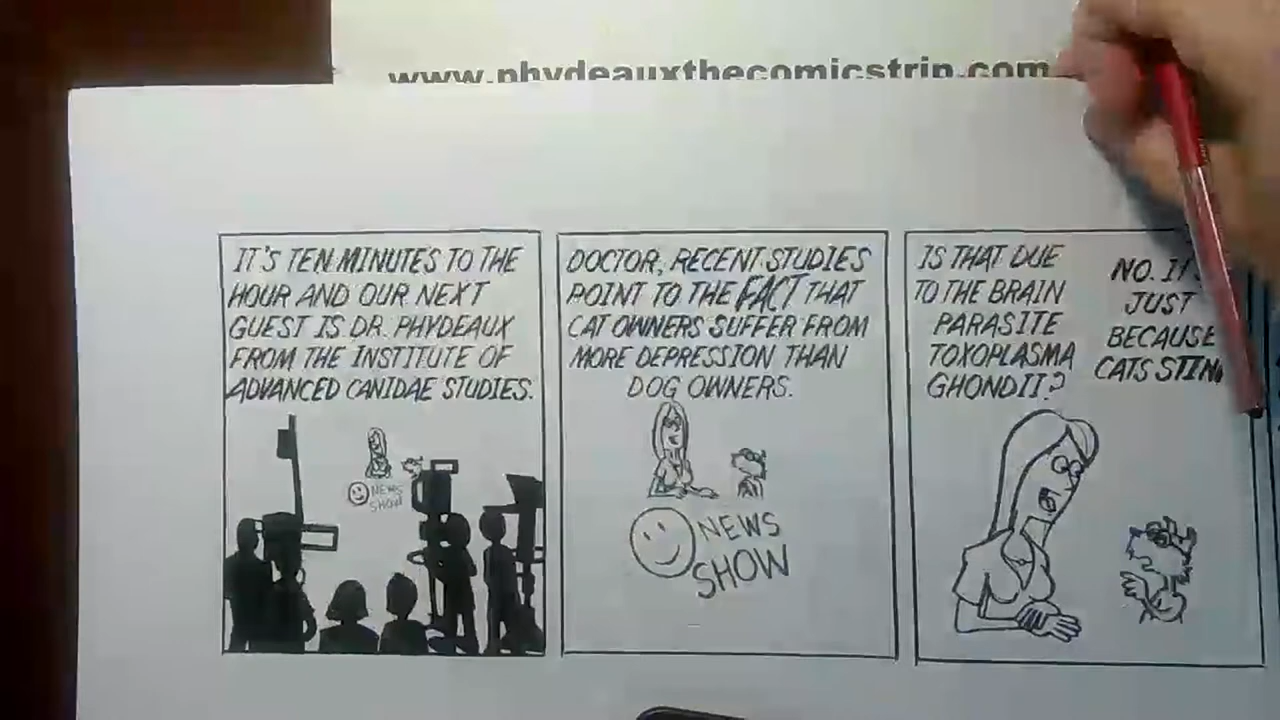 www.phydeauxthecomicstrip.com
IT'S TEN MINUTES TO THE
HOUR AND OUR NEXT
GUEST IS DR. PHYDEAUX
FROM THE INSTITUTE OF
ADVANCED CANIDAE STUDIES.
NEWS
SHOW
DOCTOR, RECENT STUDIES
POINT TO THE FACT THAT
CAT OWNERS SUFFER FROM
MORE DEPRESSION THAN
DOG OWNERS.
NEWS
SHOW
IS THAT DUE
TO THE BRAIN
PARASITE
TOXOPLASMA
GHONDII?
NO.
JUST
BECAUSE
CATS